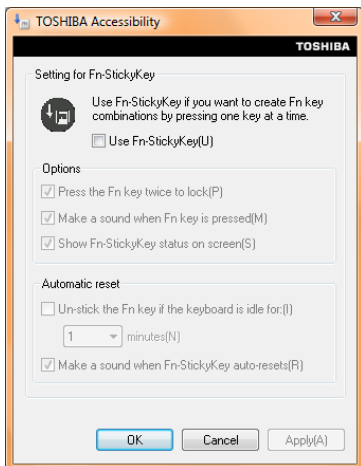 TOSHIBA Accessibility
TOSHIBA
Setting for Fn-StickyKey
Use Fn-StickyKey if you want to create Fn key
combinations by pressing one key at a time.
Use Fn-StickyKey(U)
Options
Press the Fn key twice to lock(P)
Make a sound when Fn key is pressed(M)
Show Fn-StickyKey status on screen(S)
Automatic reset
Un-stick the Fn key if the keyboard is idle for:(I)
1 minutes(N)
Make a sound when Fn-StickyKey auto-resets(R)
OK Cancel Apply(A)